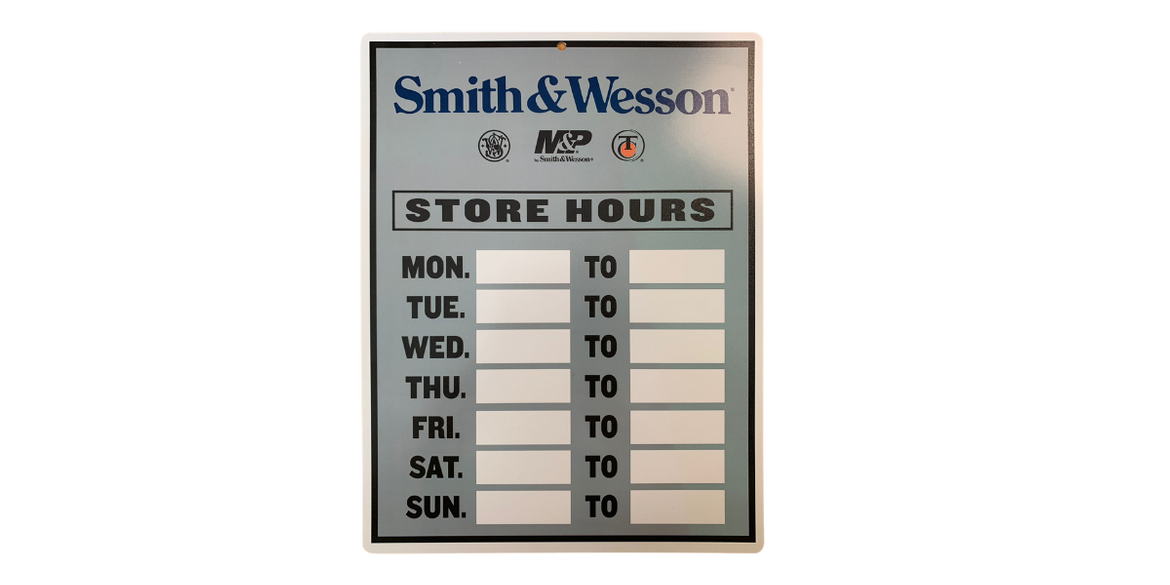 Smith&Wesson
M&P
by Smith&Wesson®
STORE HOURS
MON. TO
TUE. TO
WED. TO
THU. TO
FRI. TO
SAT. TO
SUN. TO